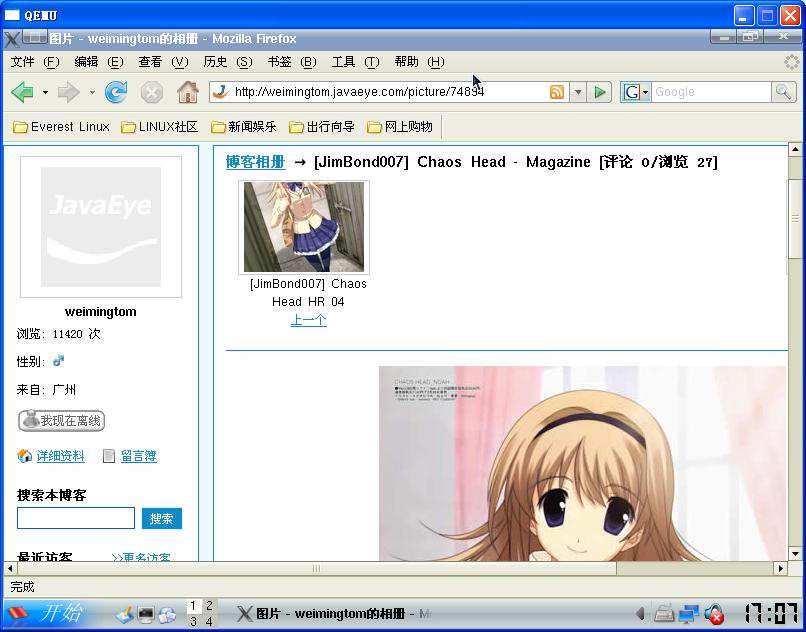 QEMU
图片 - weimingtom的相册 - Mozilla Firefox
文件 (F) 编辑 (E) 查看 (V) 历史 (S) 书签 (B) 工具 (T) 帮助 (H)
http://weimingtom.javaeye.com/picture/74894
G Google
Everest Linux LINUX社区 新闻娱乐 出行向导 网上购物
JavaEye
weimingtom
浏览: 11420 次
性别:
来自: 广州
我现在离线
详细资料 留言簿
搜索本博客
搜索
最近访客 >>更多访客
博客相册 → [JimBond007] Chaos Head - Magazine [评论 0/浏览 27]
[JimBond007] Chaos
Head HR 04
上一个
CHAOS HEAD NOAH
完成
开始 1 2 3 4 图片 - weimingtom的相册 - M 17:07